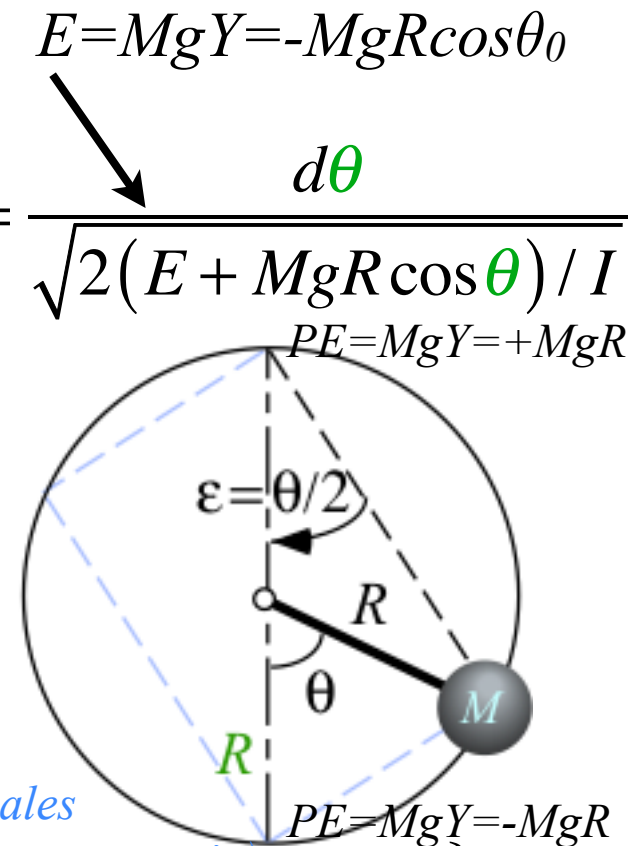 E=MgY=-MgRcosθ₀
dθ
=
√2(E + MgR cos θ) / I
PE=MgY=+MgR
ε=θ/2
R
θ
M
R
ales
PE=MgY=-MgR